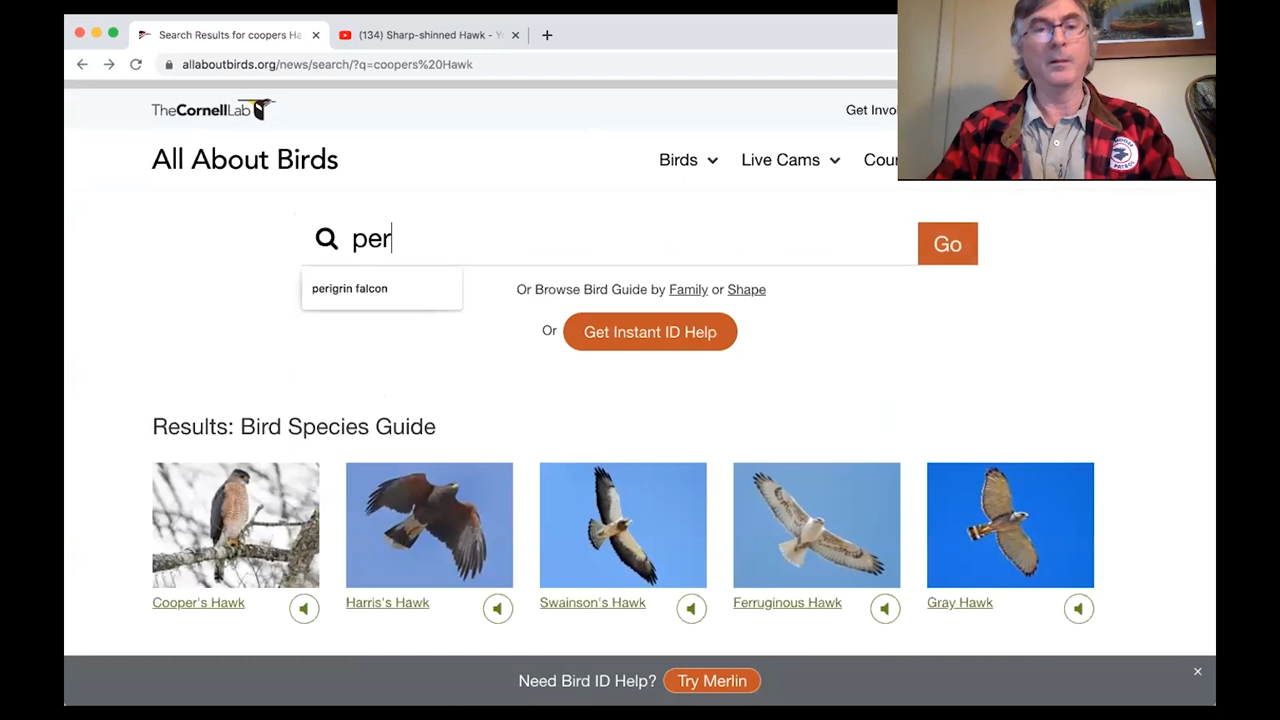 Search Results for coopers Ha
(134) Sharp-shinned Hawk - Y
allaboutbirds.org/news/search/?q=coopers%20Hawk
TheCornellLab
Get Invo
All About Birds
Birds
Live Cams
Cour
per
Go
perigrin falcon
Or Browse Bird Guide by Family or Shape
Or
Get Instant ID Help
Results: Bird Species Guide
Cooper's Hawk
Harris's Hawk
Swainson's Hawk
Ferruginous Hawk
Gray Hawk
Need Bird ID Help?
Try Merlin
PATROL